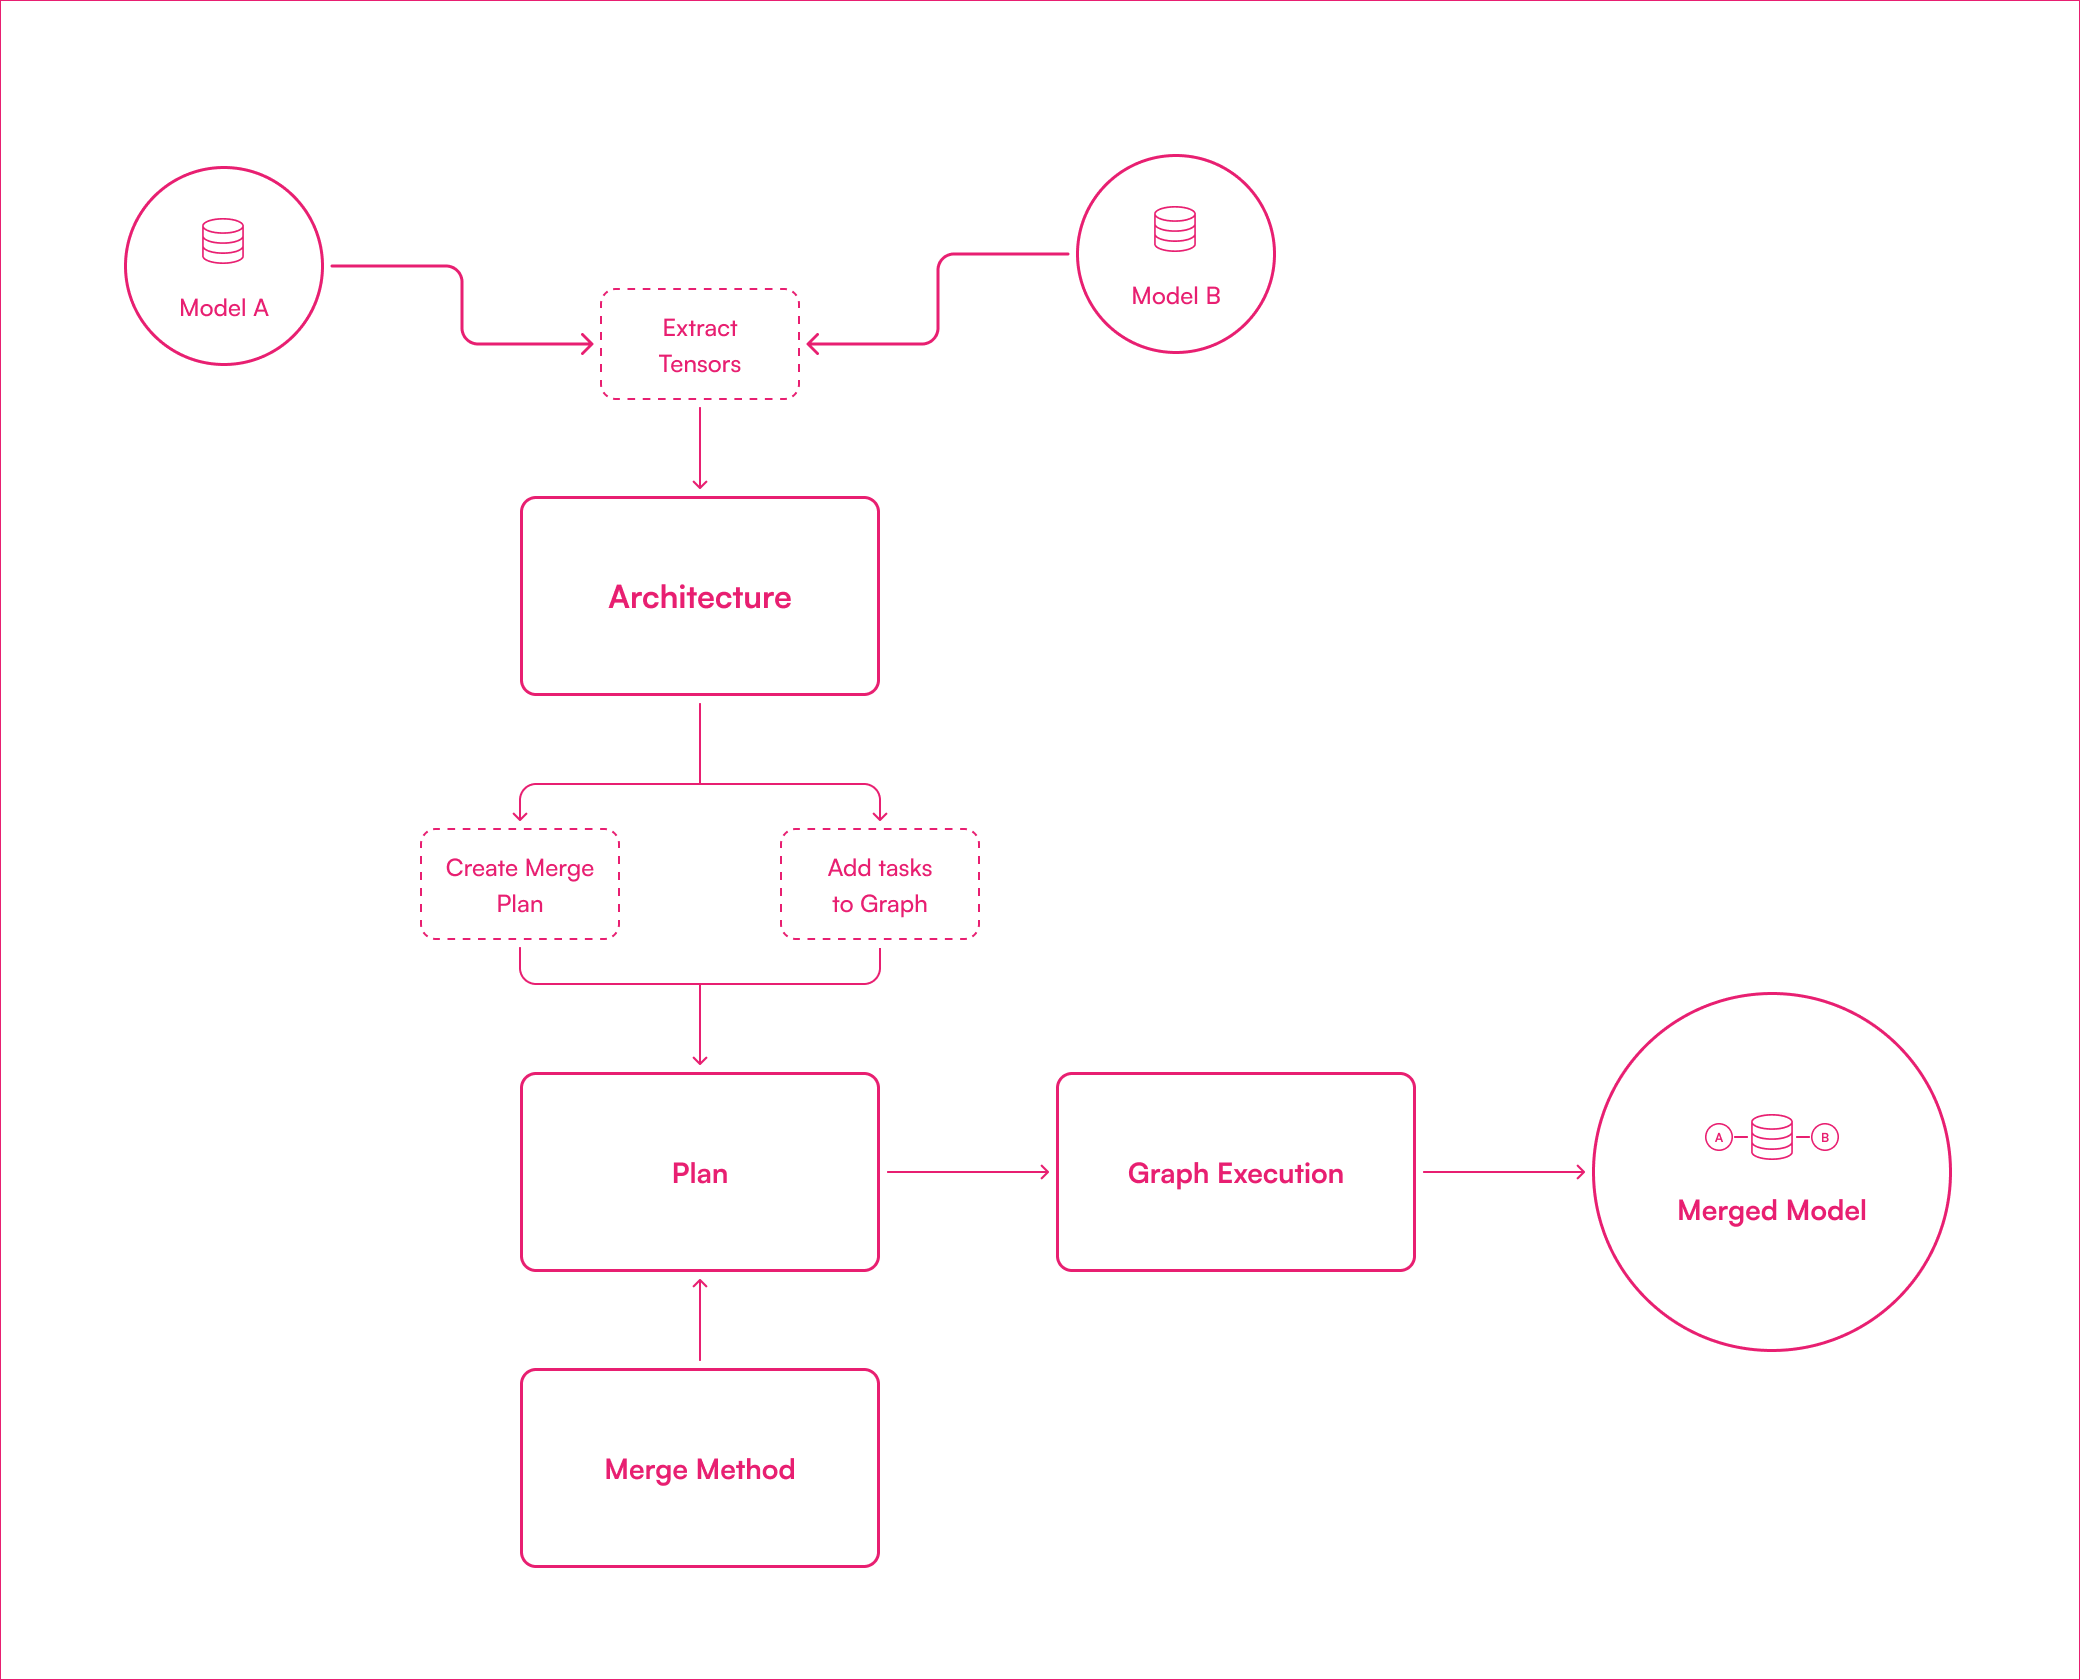 Model A
Model B
Extract
Tensors
Architecture
Create Merge
Plan
Add tasks
to Graph
Plan
Graph Execution
A
B
Merged Model
Merge Method